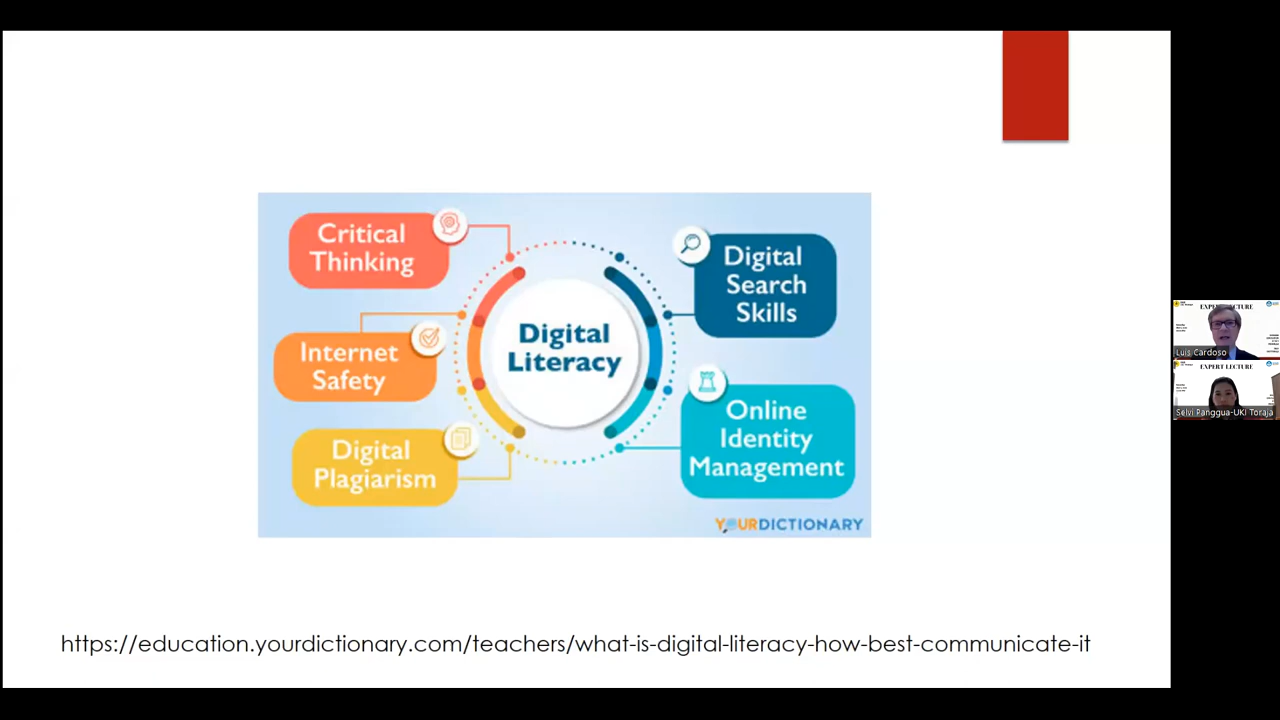 Critical
Thinking
Internet
Safety
Digital
Plagiarism
Digital
Literacy
Digital
Search
Skills
Online
Identity
Management
YOURDICTIONARY
https://education.yourdictionary.com/teachers/what-is-digital-literacy-how-best-communicate-it
EXPERT LECTURE
Luis Cardoso
EXPERT LECTURE
Selvi Panggua-UKI Toraja